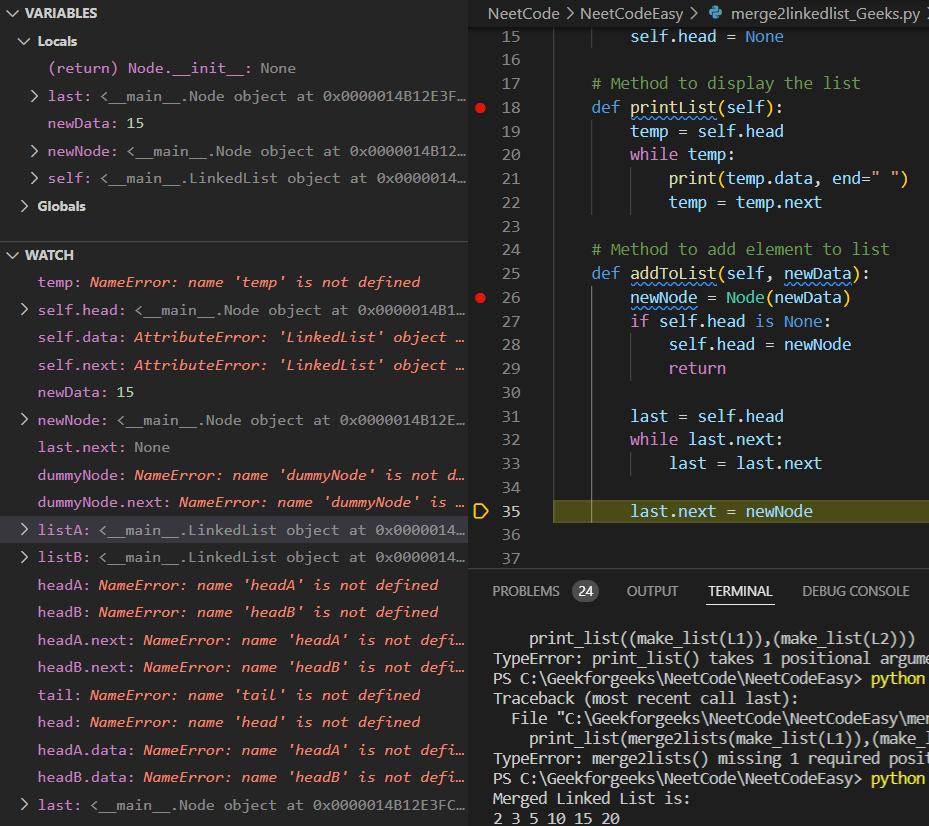 VARIABLES
Locals
(return) Node.__init__: None
last: <__main__.Node object at 0x0000014B12E3F…
newData: 15
newNode: <__main__.Node object at 0x0000014B12…
self: <__main__.LinkedList object at 0x0000014…
Globals
WATCH
temp: NameError: name 'temp' is not defined
self.head: <__main__.Node object at 0x0000014B1…
self.data: AttributeError: 'LinkedList' object …
self.next: AttributeError: 'LinkedList' object …
newData: 15
newNode: <__main__.Node object at 0x0000014B12E…
last.next: None
dummyNode: NameError: name 'dummyNode' is not d…
dummyNode.next: NameError: name 'dummyNode' is …
listA: <__main__.LinkedList object at 0x0000014…
listB: <__main__.LinkedList object at 0x0000014…
headA: NameError: name 'headA' is not defined
headB: NameError: name 'headB' is not defined
headA.next: NameError: name 'headA' is not defi…
headB.next: NameError: name 'headB' is not defi…
tail: NameError: name 'tail' is not defined
head: NameError: name 'head' is not defined
headA.data: NameError: name 'headA' is not defi…
headB.data: NameError: name 'headB' is not defi…
last: <__main__.Node object at 0x0000014B12E3FC…
NeetCode > NeetCodeEasy > merge2linkedlist_Geeks.py >
15 self.head = None
16
17 # Method to display the list
18 def printList(self):
19 temp = self.head
20 while temp:
21 print(temp.data, end=" ")
22 temp = temp.next
23
24 # Method to add element to list
25 def addToList(self, newData):
26 newNode = Node(newData)
27 if self.head is None:
28 self.head = newNode
29 return
30
31 last = self.head
32 while last.next:
33 last = last.next
34
35 last.next = newNode
36
37
PROBLEMS 24 OUTPUT TERMINAL DEBUG CONSOLE
print_list((make_list(L1)),(make_list(L2)))
TypeError: print_list() takes 1 positional argume
PS C:\Geekforgeeks\NeetCode\NeetCodeEasy> python
Traceback (most recent call last):
File "C:\Geekforgeeks\NeetCode\NeetCodeEasy\mer
print_list(merge2lists(make_list(L1)),(make_l
TypeError: merge2lists() missing 1 required posit
PS C:\Geekforgeeks\NeetCode\NeetCodeEasy> python
Merged Linked List is:
2 3 5 10 15 20